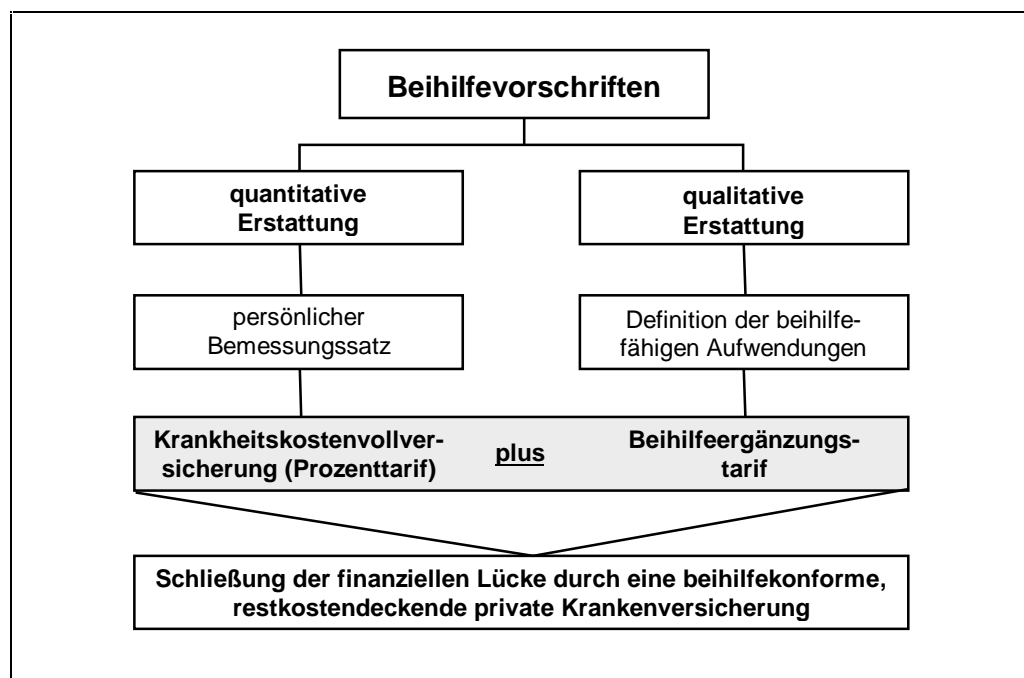 Beihilfevorschriften
quantitative
Erstattung
qualitative
Erstattung
persönlicher
Bemessungssatz
Definition der beihilfe-
fähigen Aufwendungen
Krankheitskostenvollver-
sicherung (Prozenttarif)
plus
Beihilfeergänzungs-
tarif
Schließung der finanziellen Lücke durch eine beihilfekonforme,
restkostendeckende private Krankenversicherung